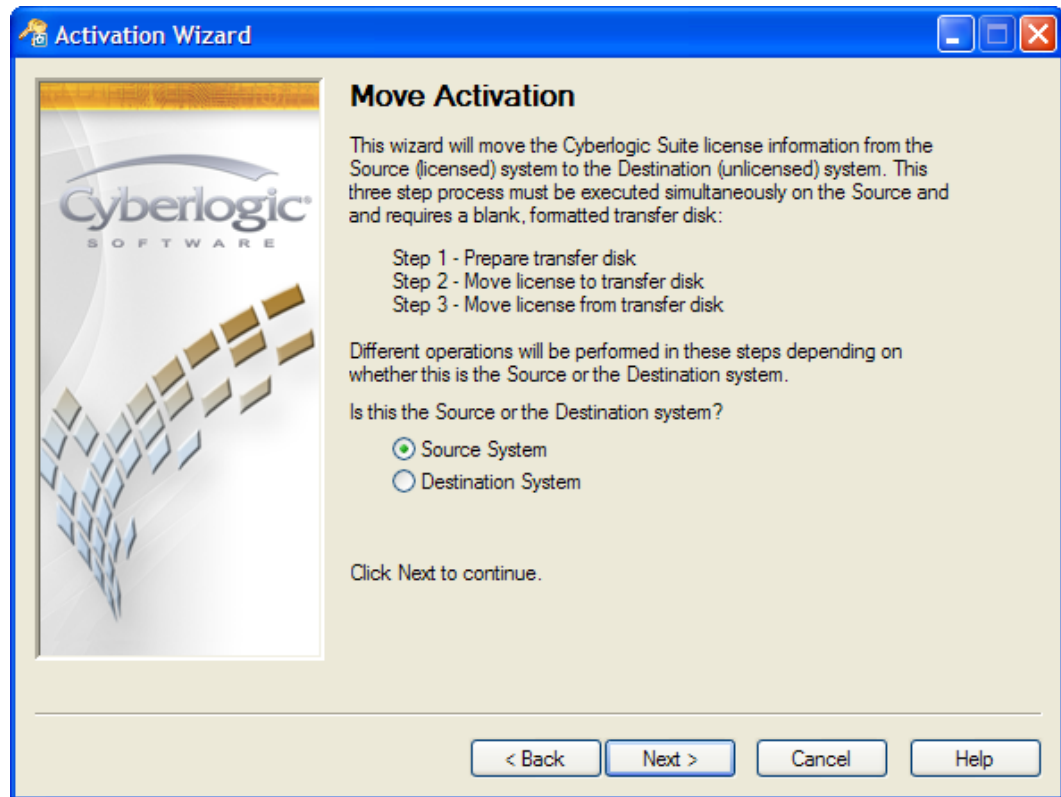 Activation Wizard
Cyberlogic®
SOFTWARE
Move Activation
This wizard will move the Cyberlogic Suite license information from the
Source (licensed) system to the Destination (unlicensed) system. This
three step process must be executed simultaneously on the Source and
and requires a blank, formatted transfer disk:
Step 1 - Prepare transfer disk
Step 2 - Move license to transfer disk
Step 3 - Move license from transfer disk
Different operations will be performed in these steps depending on
whether this is the Source or the Destination system.
Is this the Source or the Destination system?
Source System
Destination System
Click Next to continue.
< Back
Next >
Cancel
Help